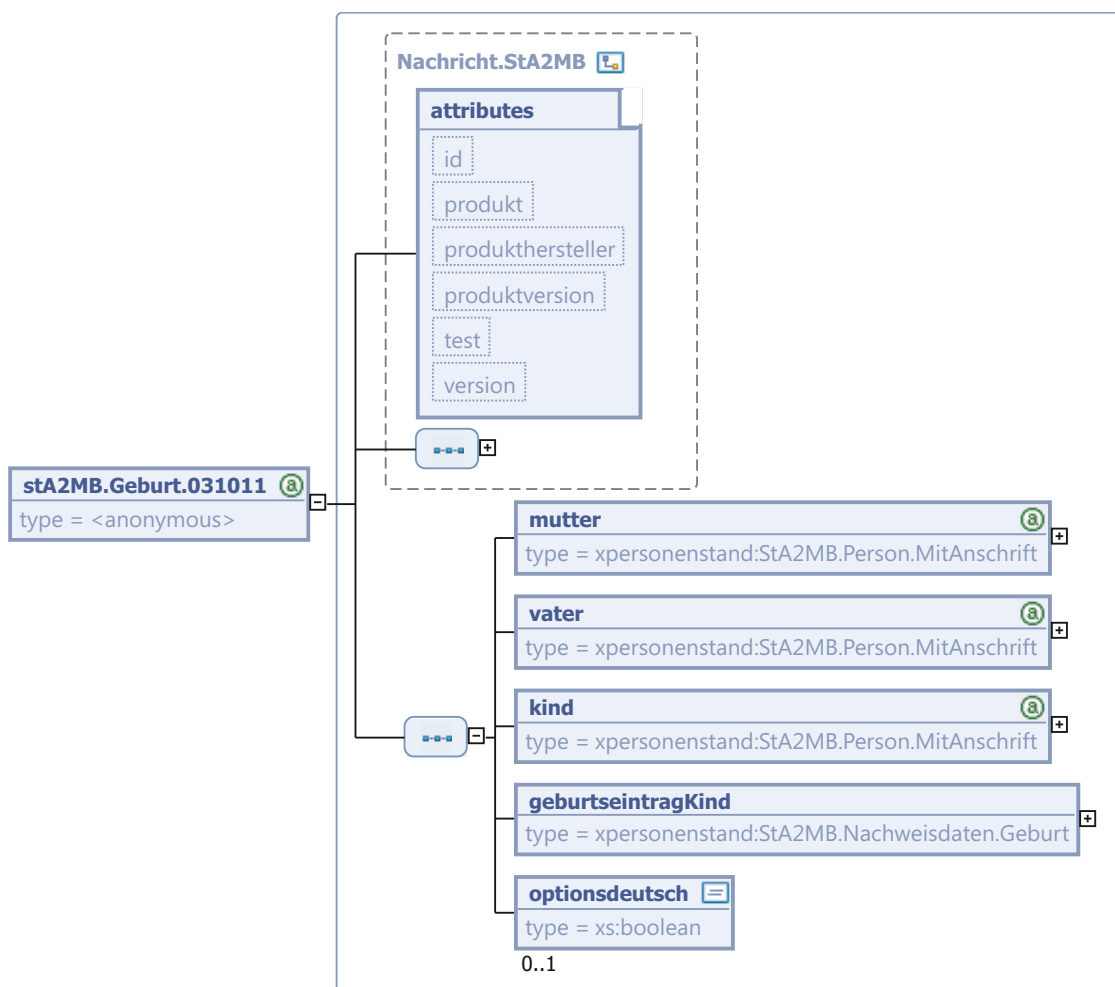 Nachricht.StA2MB
attributes
id
produkt
produkthersteller
produktversion
test
version
stA2MB.Geburt.031011
type = <anonymous>
mutter
type = xpersonenstand:StA2MB.Person.MitAnschrift
vater
type = xpersonenstand:StA2MB.Person.MitAnschrift
kind
type = xpersonenstand:StA2MB.Person.MitAnschrift
geburtseintragKind
type = xpersonenstand:StA2MB.Nachweisdaten.Geburt
optionsdeutsch
type = xs:boolean
0..1